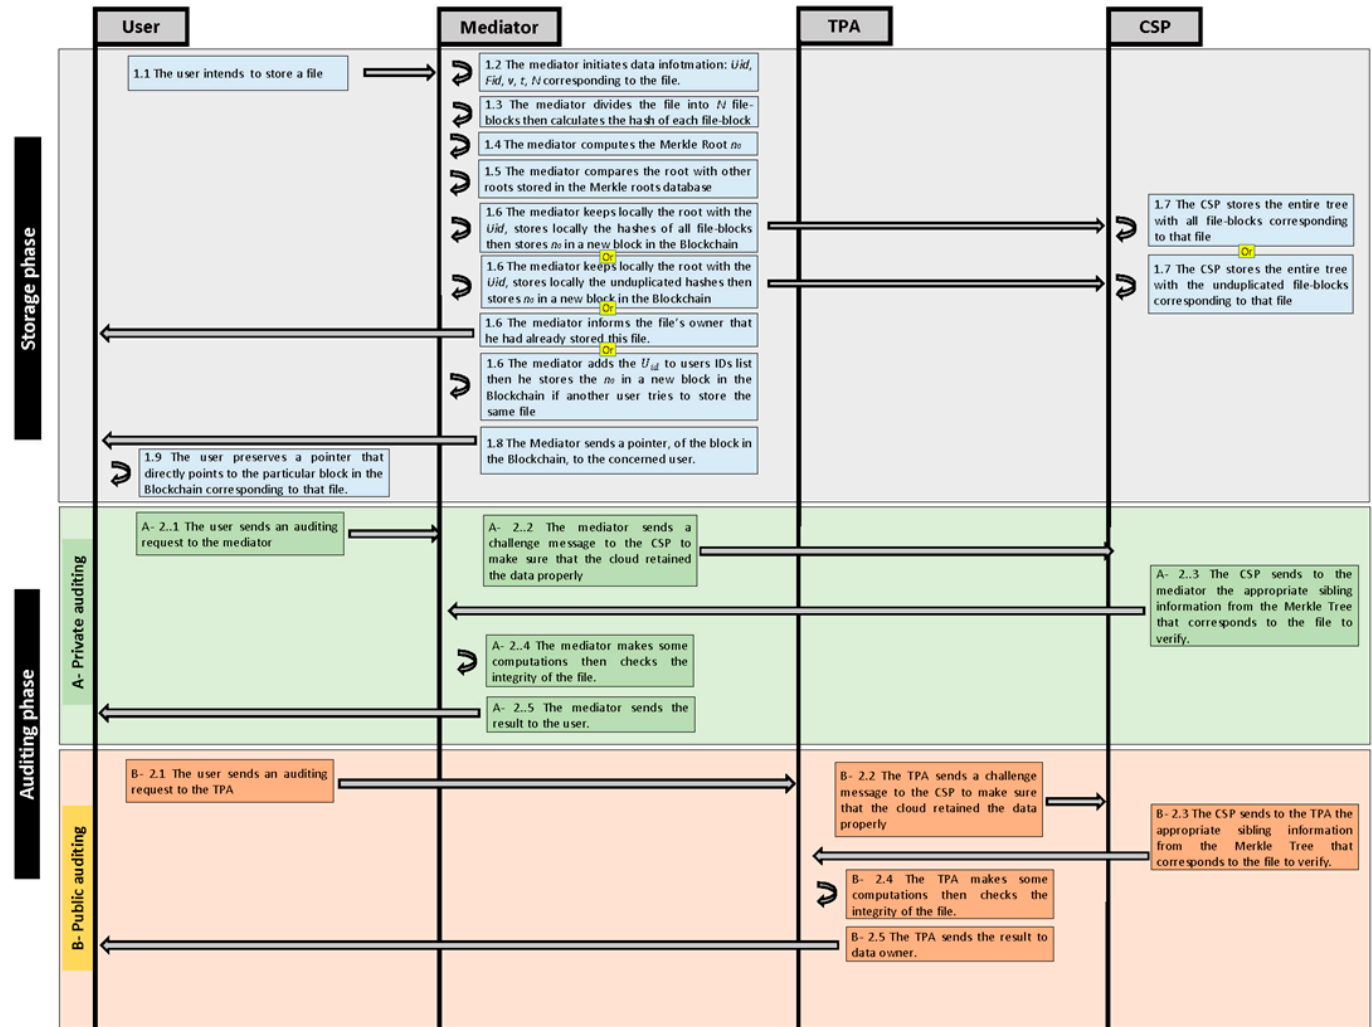 User
Mediator
TPA
CSP
Storage phase
1.1 The user intends to store a file
1.2 The mediator initiates data infotmation: Uid,
Fid, v, t, N corresponding to the file.
1.3 The mediator divides the file into N file-
blocks then calculates the hash of each file-block
1.4 The mediator computes the Merkle Root n₀
1.5 The mediator compares the root with other
roots stored in the Merkle roots database
1.6 The mediator keeps locally the root with the
Uid, stores locally the hashes of all file-blocks
then stores n₀ in a new block in the Blockchain
Or
1.6 The mediator keeps locally the root with the
Uid, stores locally the unduplicated hashes then
stores n₀ in a new block in the Blockchain
Or
1.6 The mediator informs the file's owner that
he had already stored this file.
Or
1.6 The mediator adds the U_id to users IDs list
then he stores the n₀ in a new block in the
Blockchain if another user tries to store the
same file
1.7 The CSP stores the entire tree
with all file-blocks corresponding
to that file
Or
1.7 The CSP stores the entire tree
with the unduplicated file-blocks
corresponding to that file
1.8 The Mediator sends a pointer, of the block in
the Blockchain, to the concerned user.
1.9 The user preserves a pointer that
directly points to the particular block in the
Blockchain corresponding to that file.
Auditing phase
A- Private auditing
A- 2..1 The user sends an auditing
request to the mediator
A- 2..2 The mediator sends a
challenge message to the CSP to
make sure that the cloud retained
the data properly
A- 2..3 The CSP sends to the
mediator the appropriate sibling
information from the Merkle Tree
that corresponds to the file to
verify.
A- 2..4 The mediator makes some
computations then checks the
integrity of the file.
A- 2..5 The mediator sends the
result to the user.
B- Public auditing
B- 2.1 The user sends an auditing
request to the TPA
B- 2.2 The TPA sends a challenge
message to the CSP to make sure
that the cloud retained the data
properly
B- 2.3 The CSP sends to the TPA the
appropriate sibling information
from the Merkle Tree that
corresponds to the file to verify.
B- 2.4 The TPA makes some
computations then checks the
integrity of the file.
B- 2.5 The TPA sends the result to
data owner.